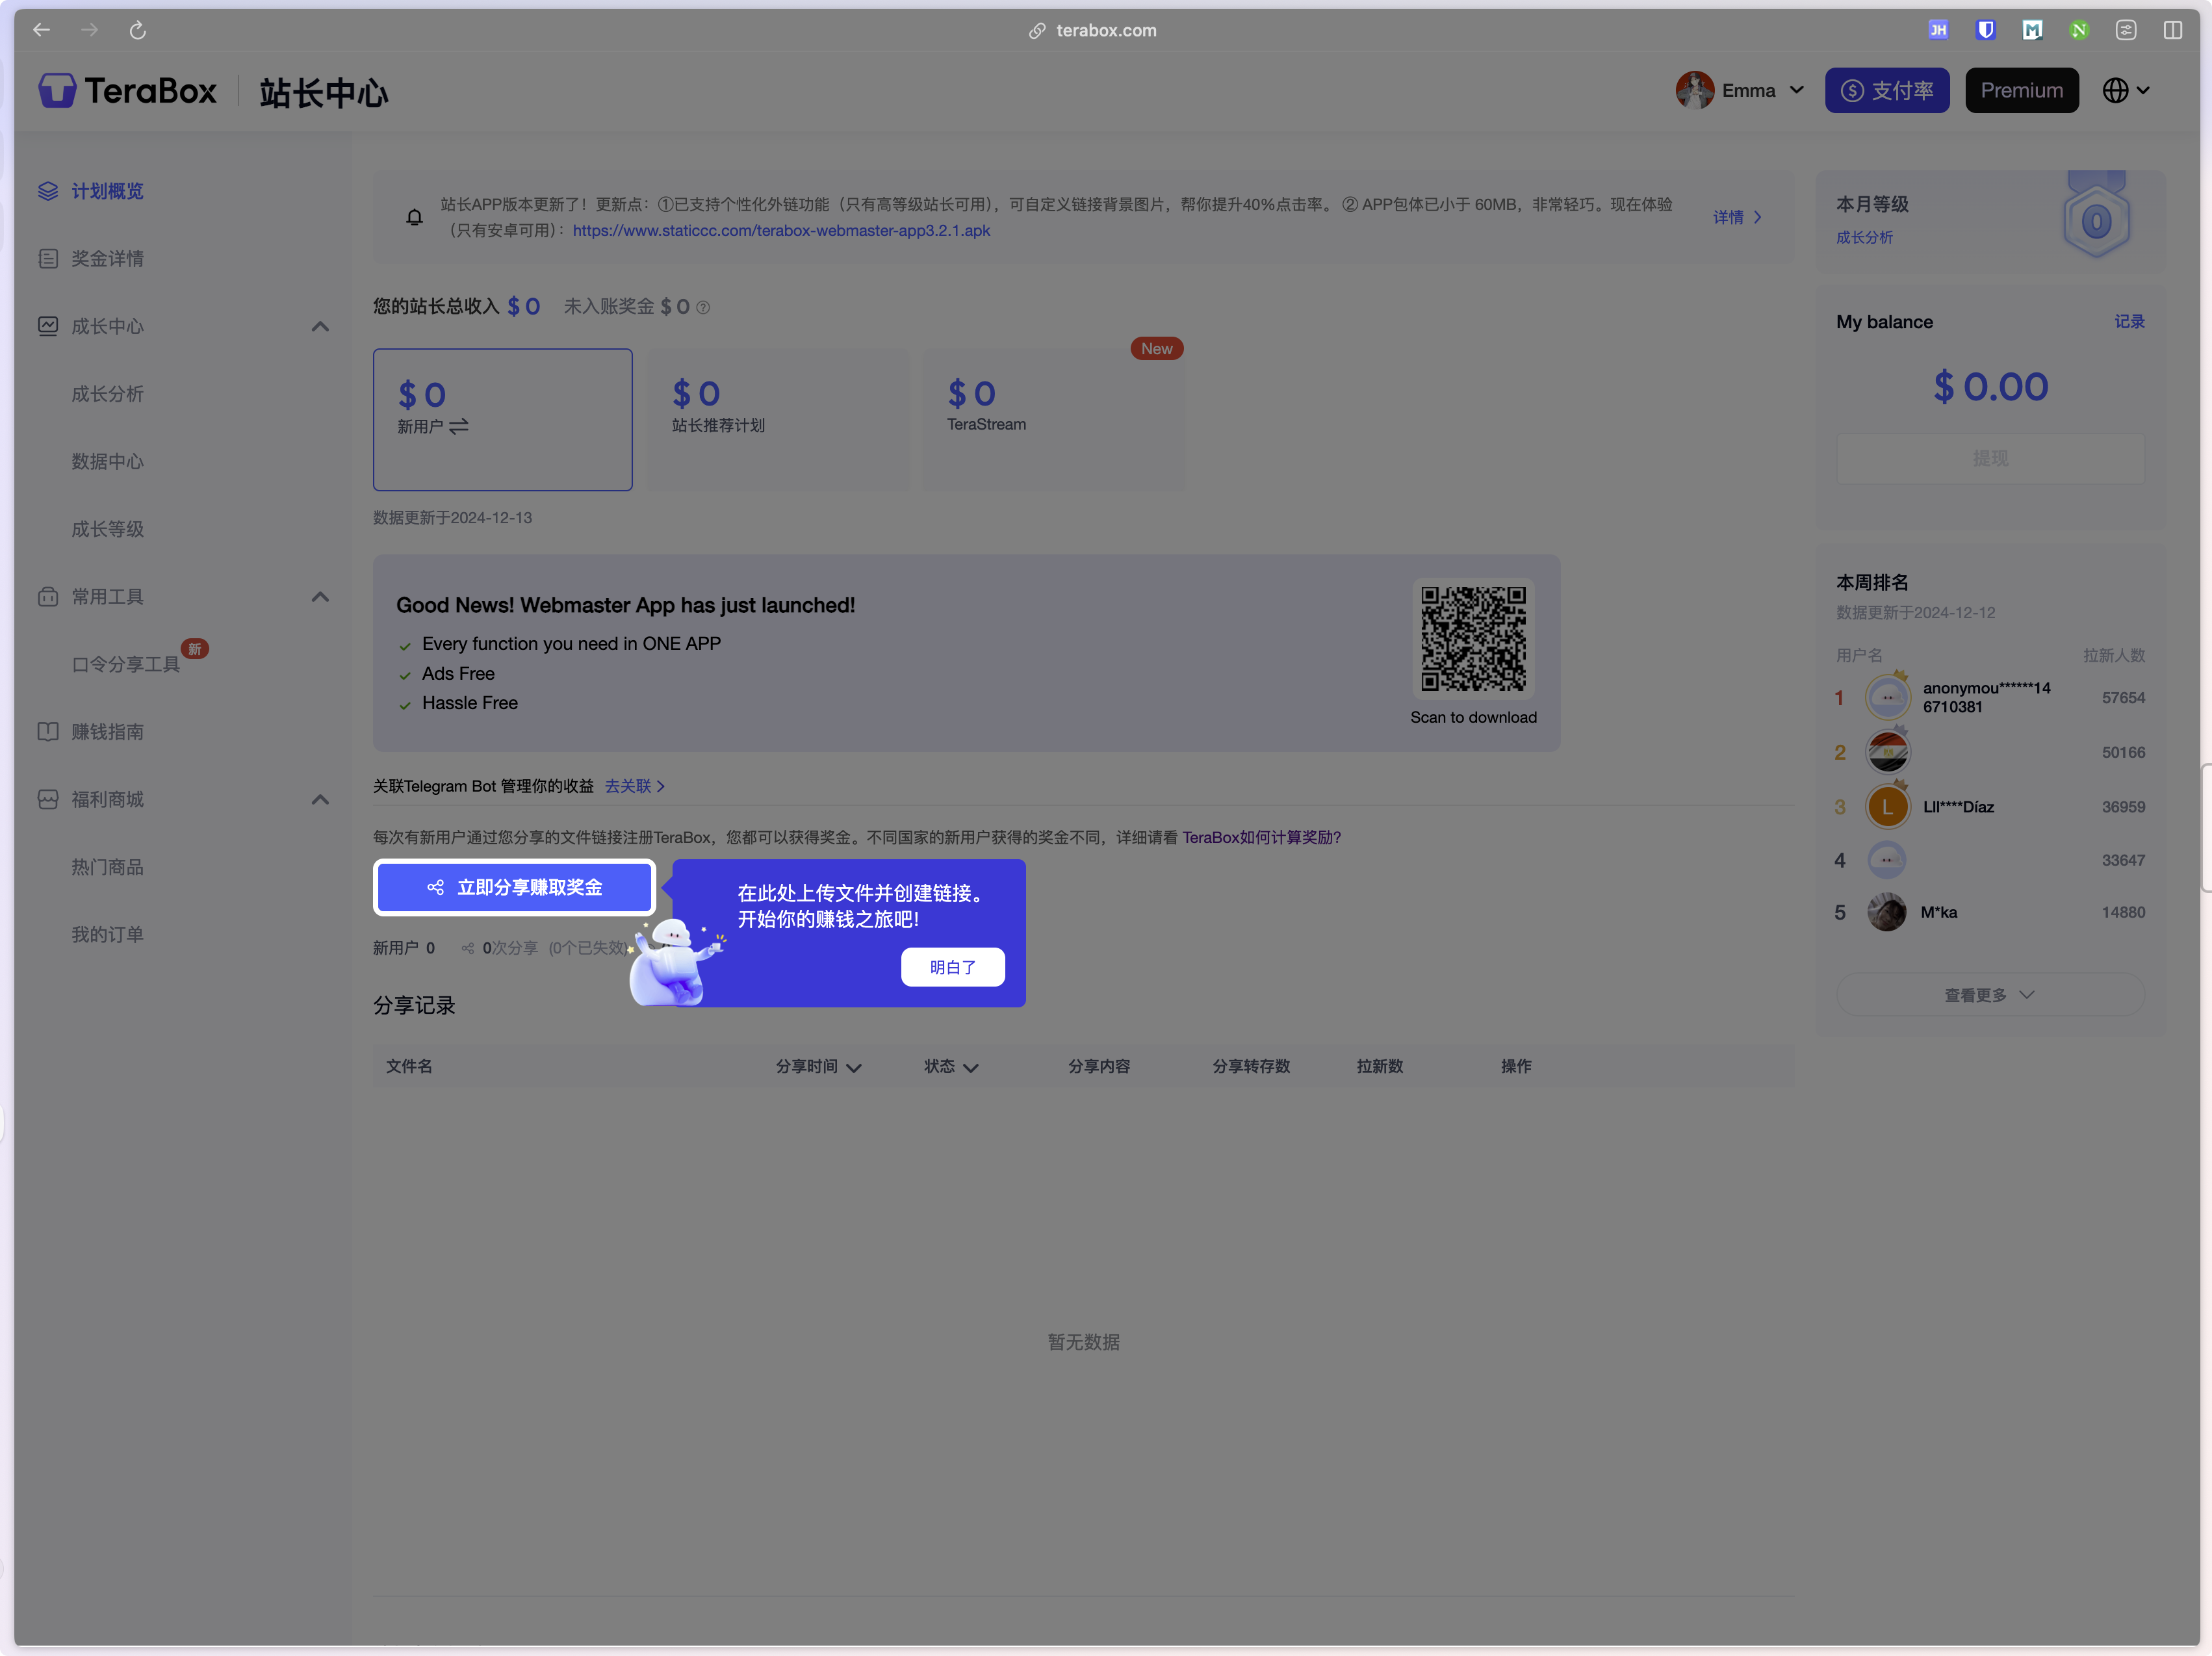 terabox.com
JH
M
N
TeraBox
站长中心
Emma
支付率
Premium
计划概览
奖金详情
成长中心
成长分析
数据中心
成长等级
常用工具
口令分享工具
新
赚钱指南
福利商城
热门商品
我的订单
站长APP版本更新了！更新点：①已支持个性化外链功能（只有高等级站长可用），可自定义链接背景图片，帮你提升40%点击率。② APP包体已小于 60MB，非常轻巧。现在体验
（只有安卓可用）：https://www.staticcc.com/terabox-webmaster-app3.2.1.apk
详情
您的站长总收入 $ 0 未入账奖金 $ 0
$ 0
新用户
$ 0
站长推荐计划
New
$ 0
TeraStream
数据更新于2024-12-13
Good News! Webmaster App has just launched!
Every function you need in ONE APP
Ads Free
Hassle Free
Scan to download
关联Telegram Bot 管理你的收益 去关联
每次有新用户通过您分享的文件链接注册TeraBox，您都可以获得奖金。不同国家的新用户获得的奖金不同，详细请看 TeraBox如何计算奖励?
立即分享赚取奖金
在此处上传文件并创建链接。
开始你的赚钱之旅吧!
明白了
新用户 0 0次分享 (0个已失效)
分享记录
文件名 分享时间 状态 分享内容 分享转存数 拉新数 操作
暂无数据
本月等级
成长分析
0
My balance 记录
$ 0.00
提现
本周排名
数据更新于2024-12-12
用户名 拉新人数
1 anonymou******14
6710381 57654
2 50166
3 L Lll****Díaz 36959
4 33647
5 M*ka 14880
查看更多